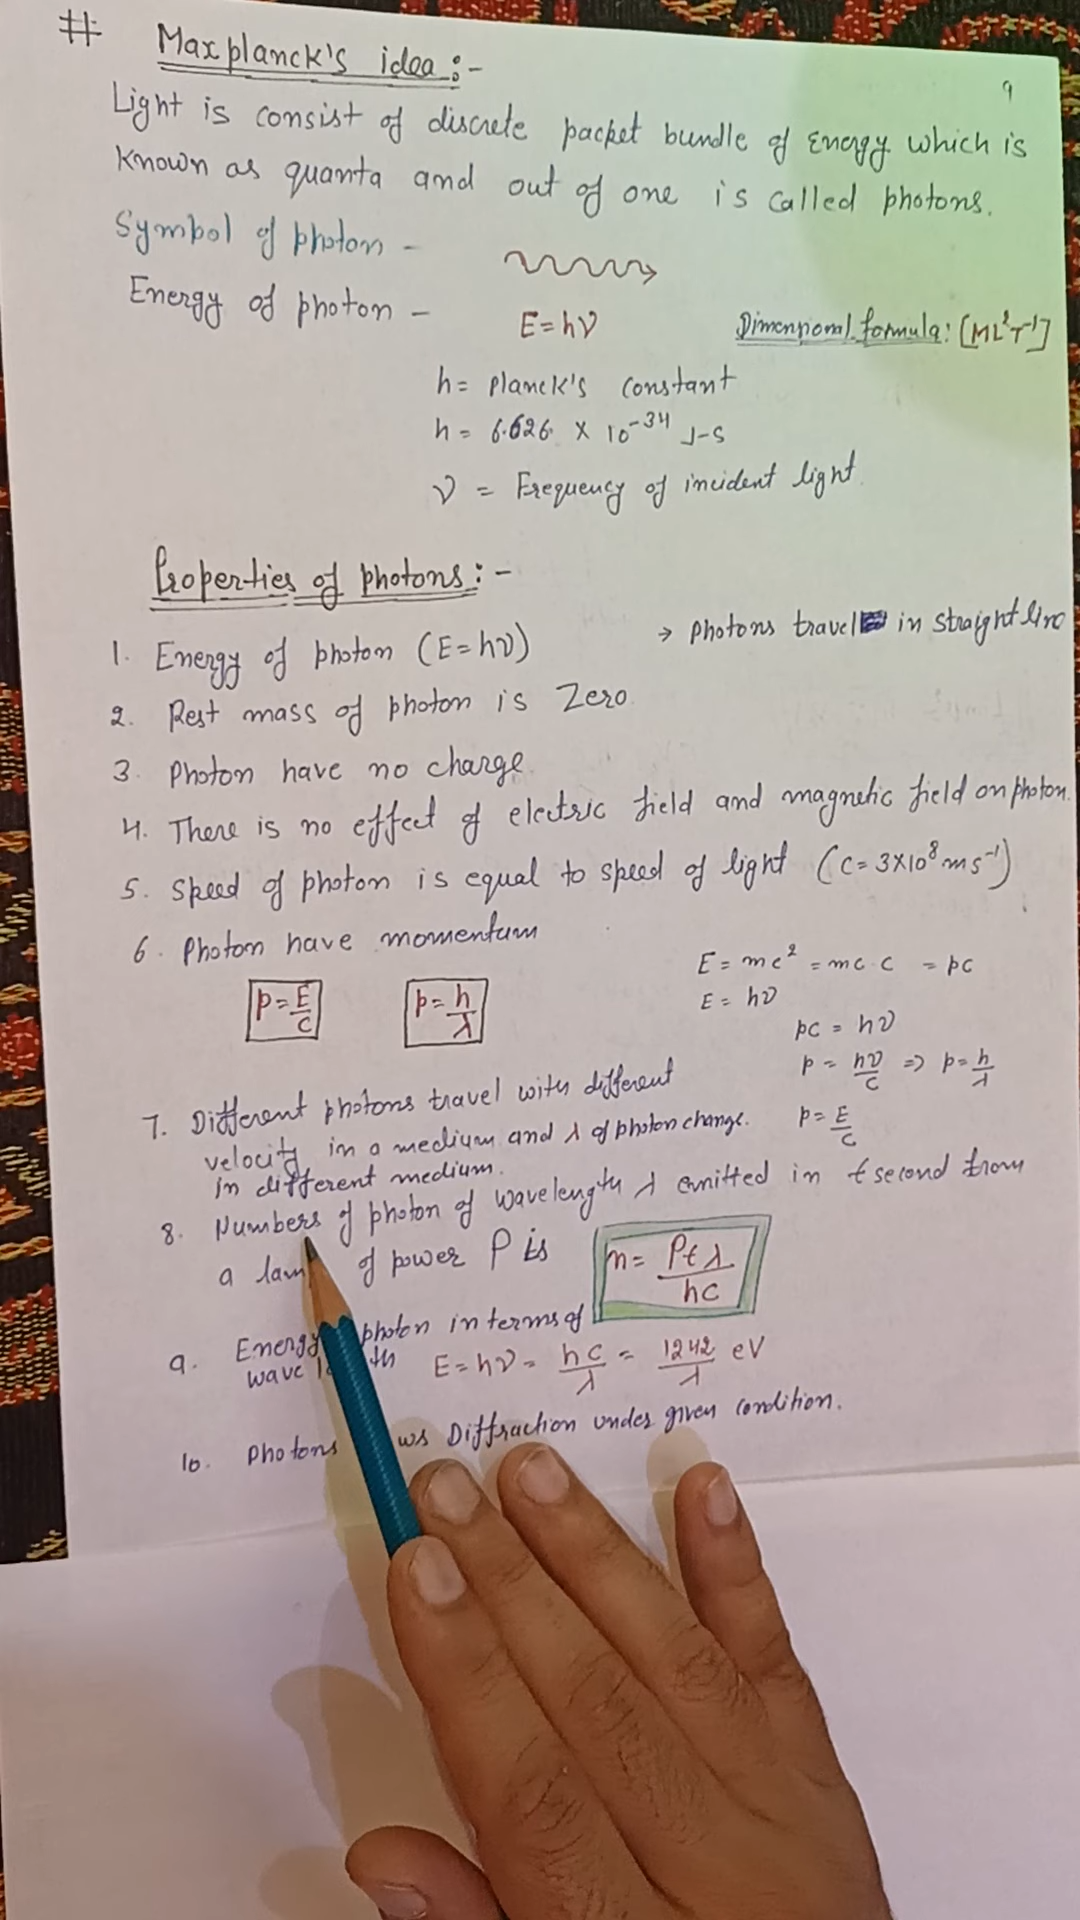 # Maxplanck's idea :-
9
Light is consist of discrete packet bundle of Energy which is
known as quanta and out of one is called photons.
Symbol of photon -
Energy of photon - E = hν Dimensional formula: [ML²T⁻¹]
h = Planck's constant
h = 6.626 × 10⁻³⁴ J-S
ν = Frequency of incident light.
Properties of photons :-
→ Photons travel in straight line
1. Energy of photon (E = hν)
2. Rest mass of photon is Zero.
3. Photon have no charge.
4. There is no effect of electric field and magnetic field on photon.
5. Speed of photon is equal to speed of light (C = 3×10⁸ ms⁻¹)
6. Photon have momentum
p = E/C p = h/λ
E = mc² = mc·c = pc
E = hν
pc = hν
p = hν/c ⇒ p = h/λ
p = E/C
7. Different photons travel with different
velocity in a medium and λ of photon change.
in different medium.
8. Numbers of photon of wavelength λ emitted in t second from
a of power P is n = Ptλ/hc
9. Energy photon in terms of
wave E = hν = hc/λ = 1242/λ eV
10. Photons ws Diffraction under given condition.